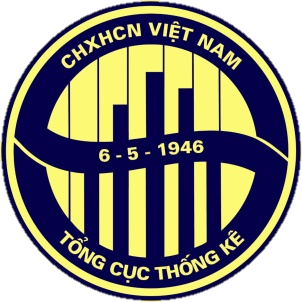 CHXHCN VIỆT NAM
6 - 5 - 1946
TỔNG CỤC THỐNG KÊ